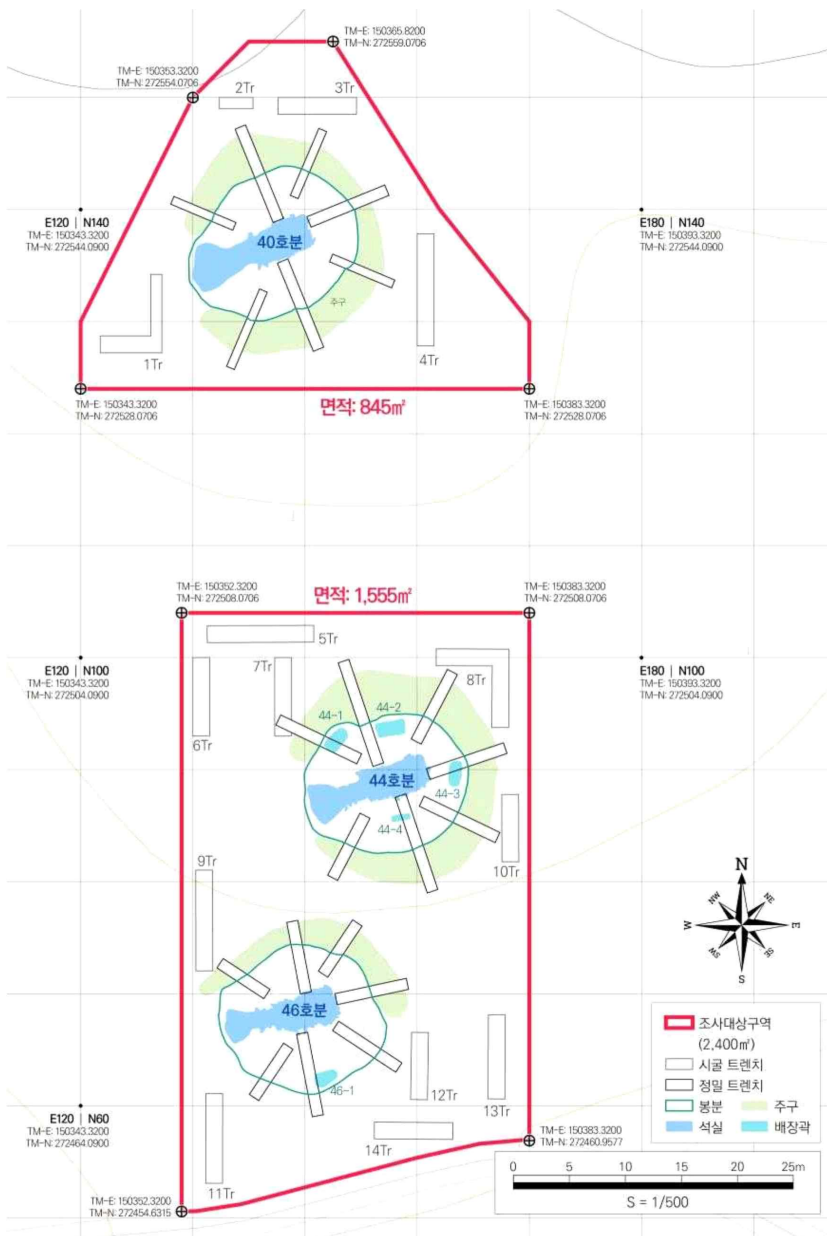 TM-E: 150365.8200
TM-N: 272559.0706
TM-E: 150353.3200
TM-N: 272554.0706
2Tr
3Tr
E120 | N140
TM-E: 150343.3200
TM-N: 272544.0900
E180 | N140
TM-E: 150393.3200
TM-N: 272544.0900
40호분
주구
1Tr
4Tr
TM-E: 150343.3200
TM-N: 272528.0706
면적: 845㎡
TM-E: 150383.3200
TM-N: 272528.0706
TM-E: 150352.3200
TM-N: 272508.0706
면적: 1,555㎡
TM-E: 150383.3200
TM-N: 272508.0706
5Tr
E120 | N100
TM-E: 150343.3200
TM-N: 272504.0900
7Tr
8Tr
E180 | N100
TM-E: 150393.3200
TM-N: 272504.0900
44-1
44-2
6Tr
44호분
44-3
44-4
9Tr
10Tr
N
NW
NE
W
E
SW
SE
S
46호분
46-1
12Tr
13Tr
E120 | N60
TM-E: 150343.3200
TM-N: 272464.0900
14Tr
11Tr
TM-E: 150383.3200
TM-N: 272460.9577
TM-E: 150352.3200
TM-N: 272454.6315
조사대상구역
(2,400㎡)
시굴 트렌치
정밀 트렌치
봉분 주구
석실 배장곽
0 5 10 15 20 25m
S = 1/500